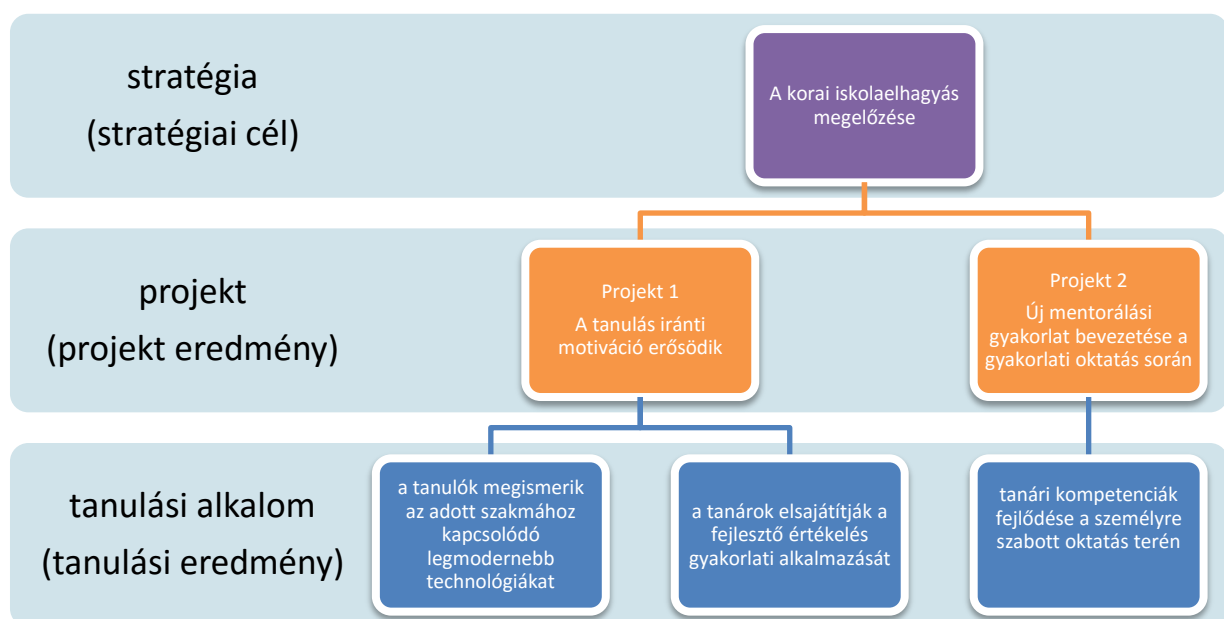 stratégia
(stratégiai cél)
A korai iskolaelhagyás
megelőzése
projekt
(projekt eredmény)
Projekt 1
A tanulás iránti
motiváció erősödik
Projekt 2
Új mentorálási
gyakorlat bevezetése a
gyakorlati oktatás során
tanulási alkalom
(tanulási eredmény)
a tanulók megismerik
az adott szakmához
kapcsolódó
legmodernebb
technológiákat
a tanárok elsajátítják a
fejlesztő értékelés
gyakorlati alkalmazását
tanári kompetenciák
fejlődése a személyre
szabott oktatás terén